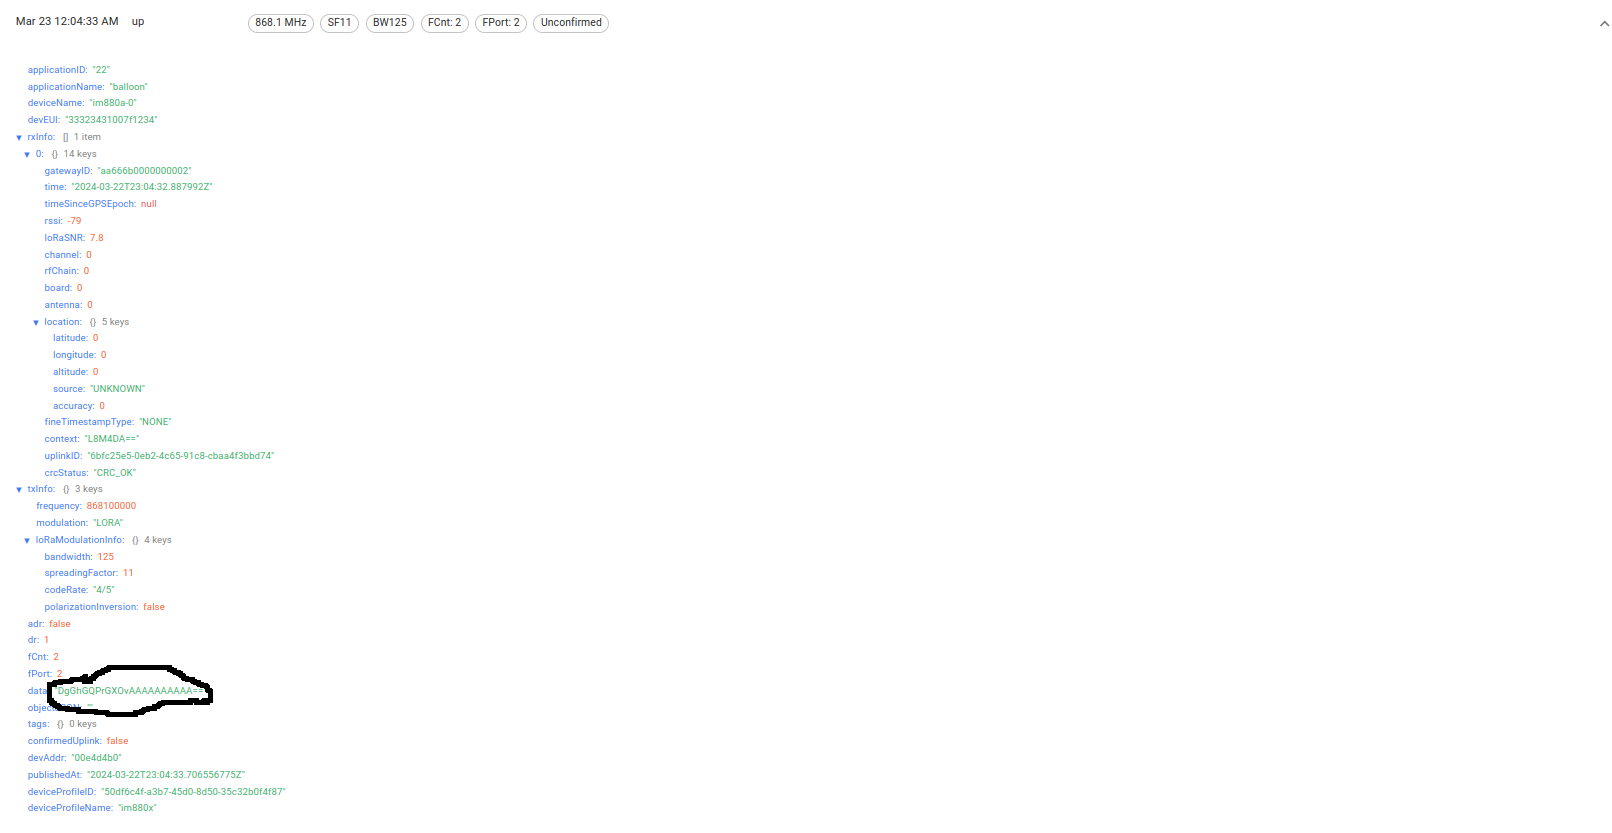 Mar 23 12:04:33 AM up 868.1 MHz SF11 BW125 FCnt: 2 FPort: 2 Unconfirmed
applicationID: "22"
applicationName: "balloon"
deviceName: "im880a-0"
devEUI: "33323431007f1234"
▼ rxInfo: [] 1 item
▼ 0: {} 14 keys
gatewayID: "aa666b0000000002"
time: "2024-03-22T23:04:32.887992Z"
timeSinceGPSEpoch: null
rssi: -79
loRaSNR: 7.8
channel: 0
rfChain: 0
board: 0
antenna: 0
▼ location: {} 5 keys
latitude: 0
longitude: 0
altitude: 0
source: "UNKNOWN"
accuracy: 0
fineTimestampType: "NONE"
context: "L8M4DA=="
uplinkID: "6bfc25e5-0eb2-4c65-91c8-cbaa4f3bbd74"
crcStatus: "CRC_OK"
▼ txInfo: {} 3 keys
frequency: 868100000
modulation: "LORA"
▼ loRaModulationInfo: {} 4 keys
bandwidth: 125
spreadingFactor: 11
codeRate: "4/5"
polarizationInversion: false
adr: false
dr: 1
fCnt: 2
fPort: 2
data "DgGhGQPrGXOvAAAAAAAAAA==
tags: {} 0 keys
confirmedUplink: false
devAddr: "00e4d4b0"
publishedAt: "2024-03-22T23:04:33.706556775Z"
deviceProfileID: "50df6c4f-a3b7-45d0-8d50-35c32b0f4f87"
deviceProfileName: "im880x"